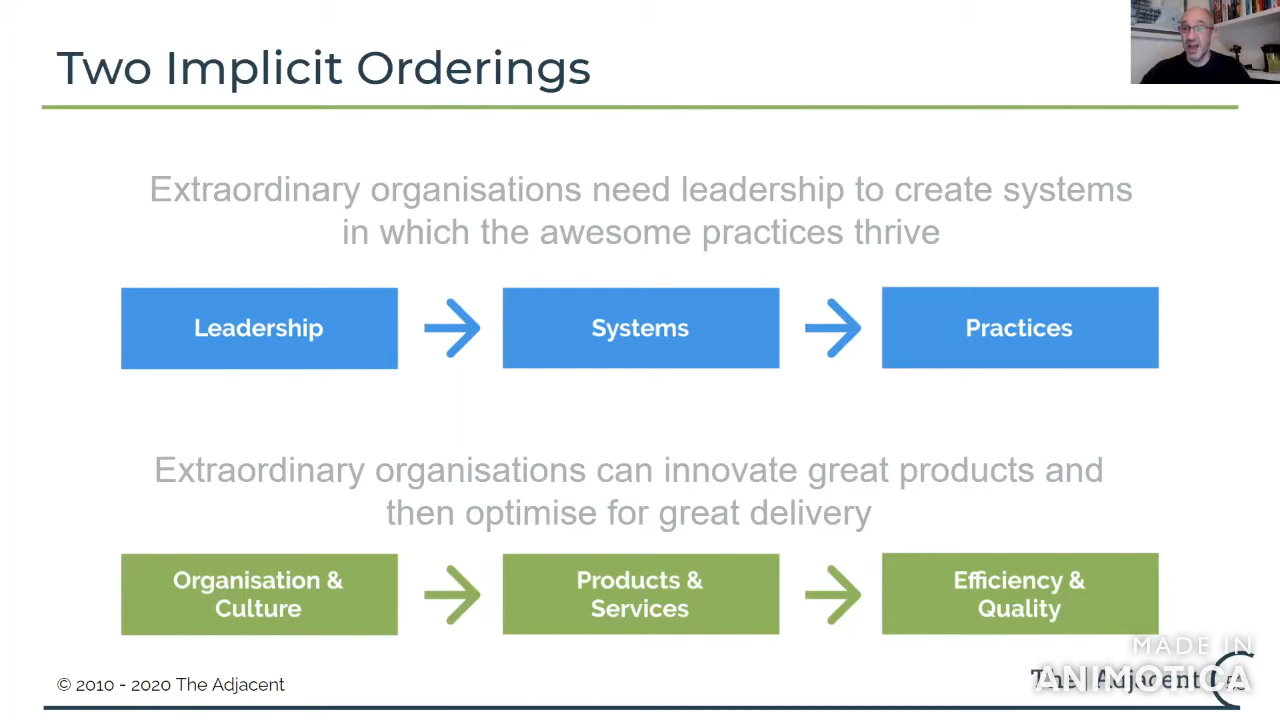 Two Implicit Orderings
Extraordinary organisations need leadership to create systems
in which the awesome practices thrive
Leadership
Systems
Practices
Extraordinary organisations can innovate great products and
then optimise for great delivery
Organisation &
Culture
Products &
Services
Efficiency &
Quality
MADE IN
ANIMOTICA
The Adjacent
© 2010 - 2020 The Adjacent